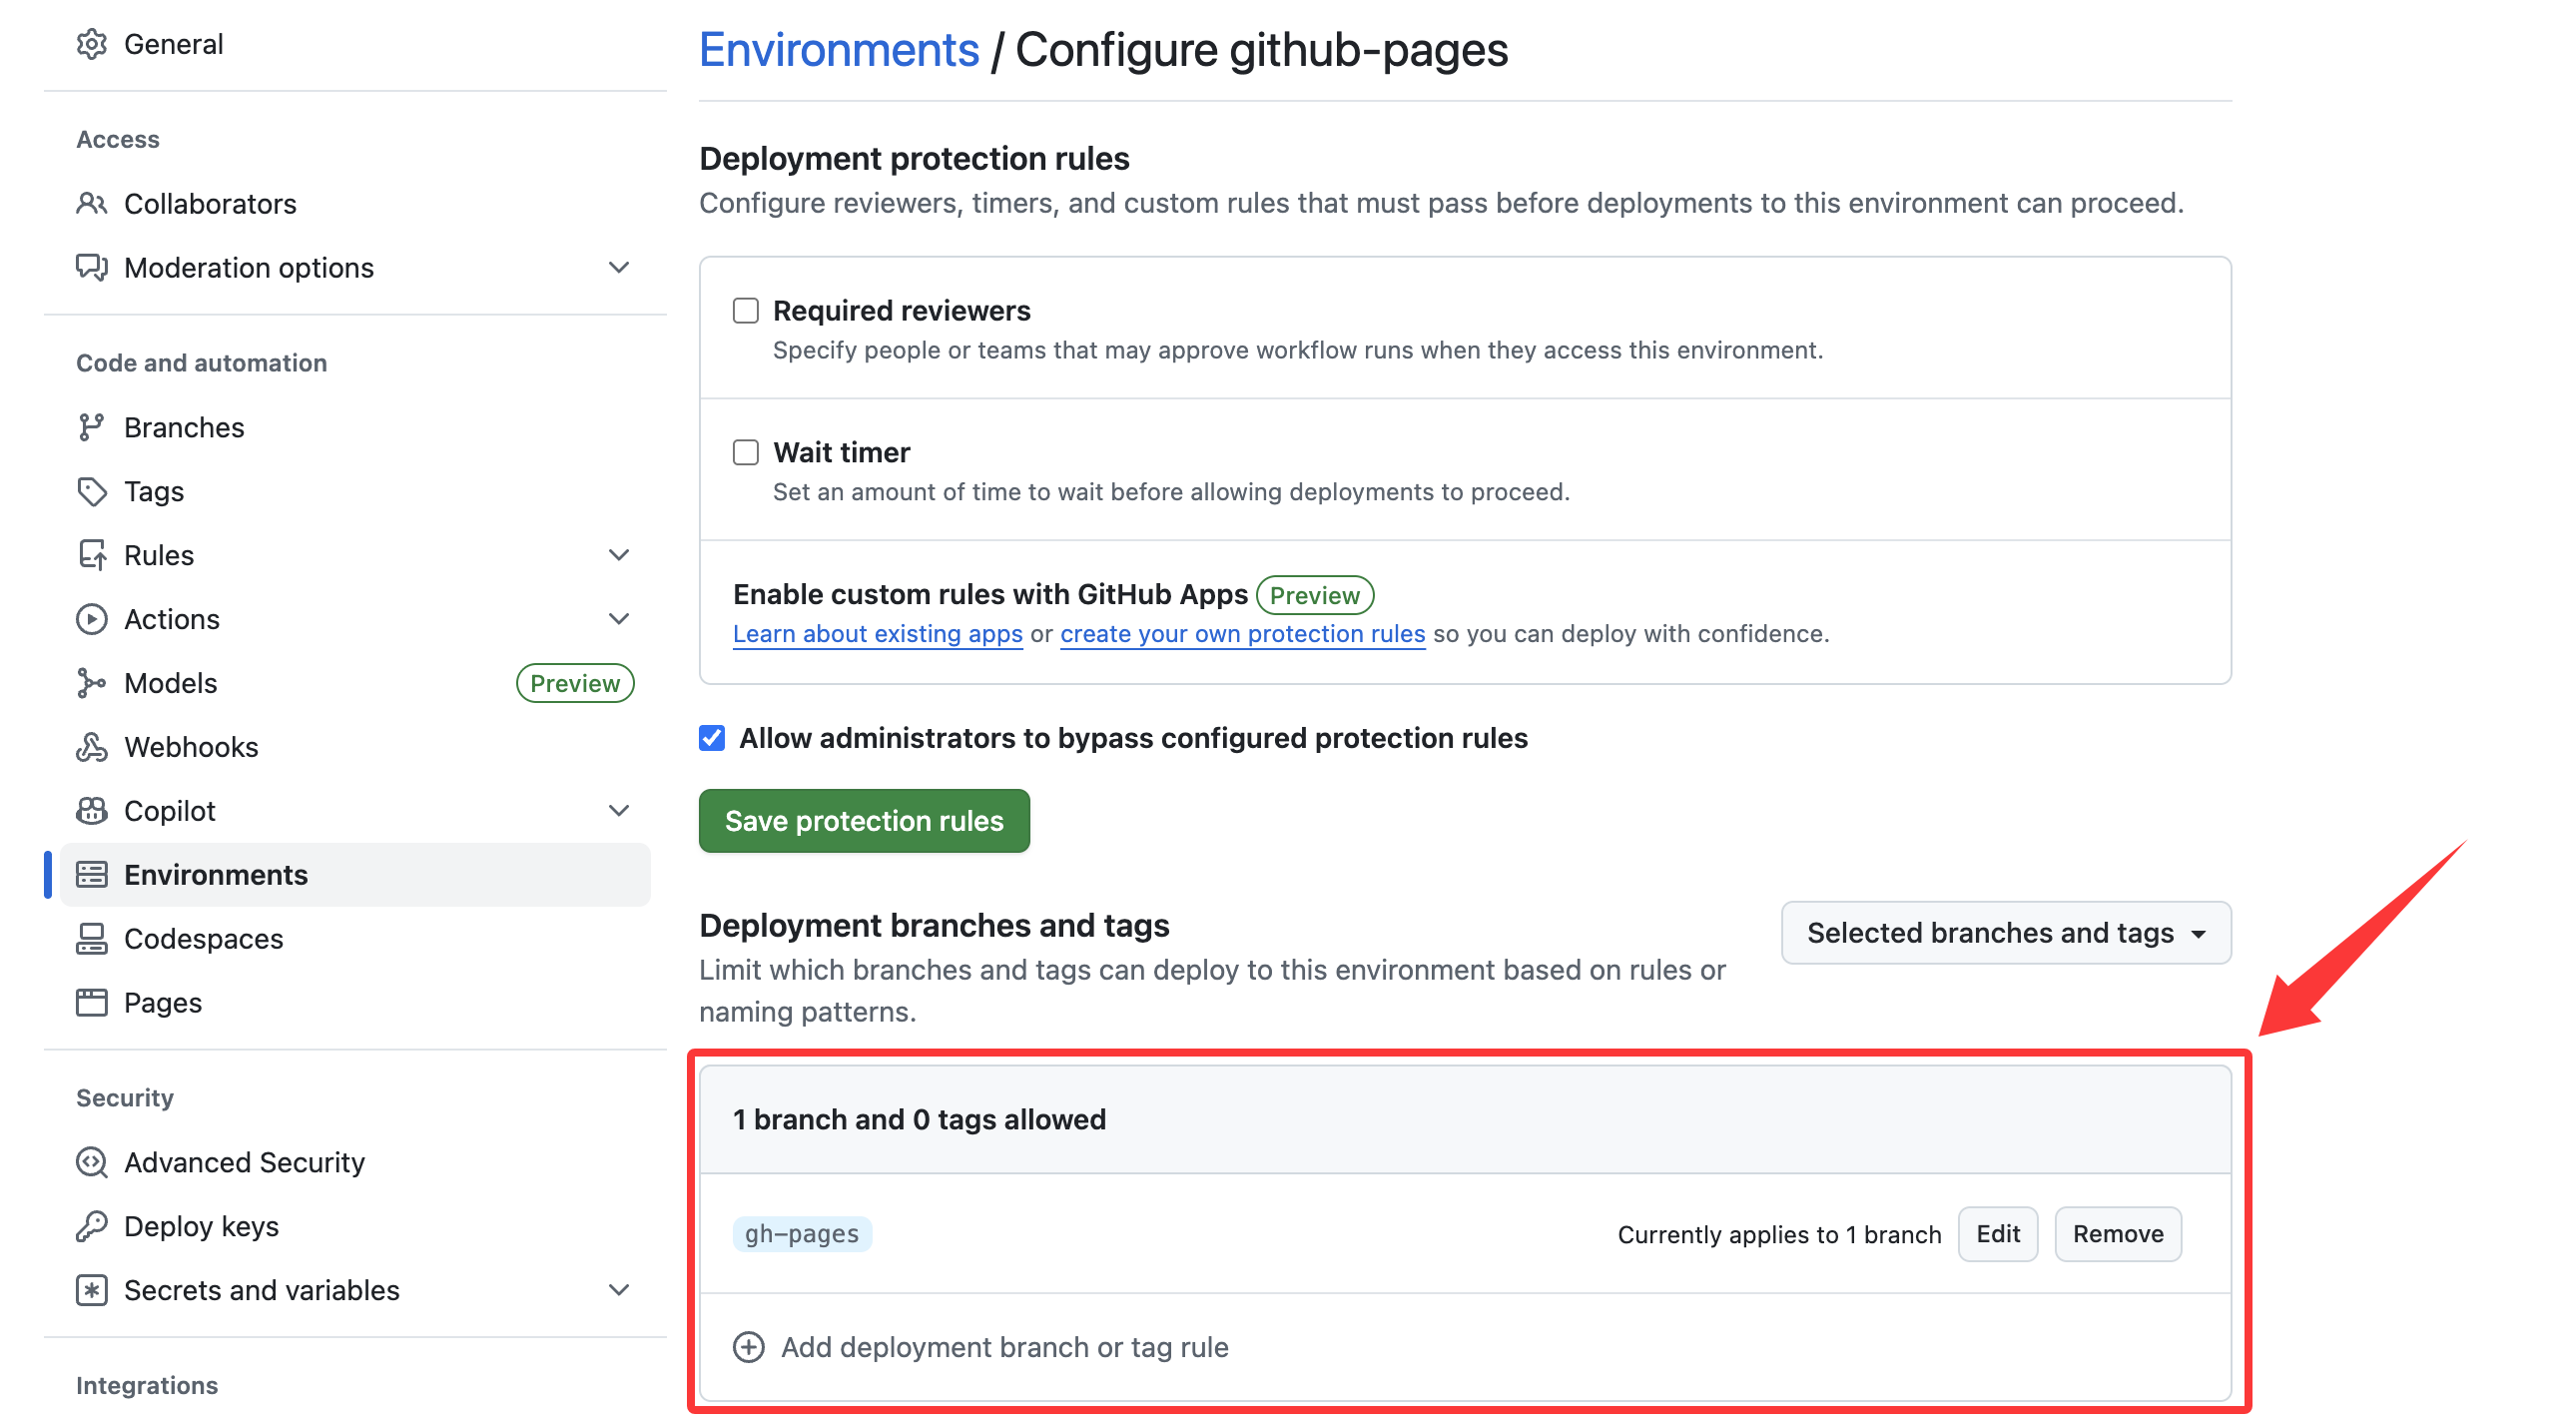 General
Access
Collaborators
Moderation options
Code and automation
Branches
Tags
Rules
Actions
Models Preview
Webhooks
Copilot
Environments
Codespaces
Pages
Security
Advanced Security
Deploy keys
Secrets and variables
Integrations
Environments / Configure github-pages
Deployment protection rules
Configure reviewers, timers, and custom rules that must pass before deployments to this environment can proceed.
Required reviewers
Specify people or teams that may approve workflow runs when they access this environment.
Wait timer
Set an amount of time to wait before allowing deployments to proceed.
Enable custom rules with GitHub Apps Preview
Learn about existing apps or create your own protection rules so you can deploy with confidence.
Allow administrators to bypass configured protection rules
Save protection rules
Deployment branches and tags
Selected branches and tags
Limit which branches and tags can deploy to this environment based on rules or
naming patterns.
1 branch and 0 tags allowed
gh-pages Currently applies to 1 branch Edit Remove
Add deployment branch or tag rule